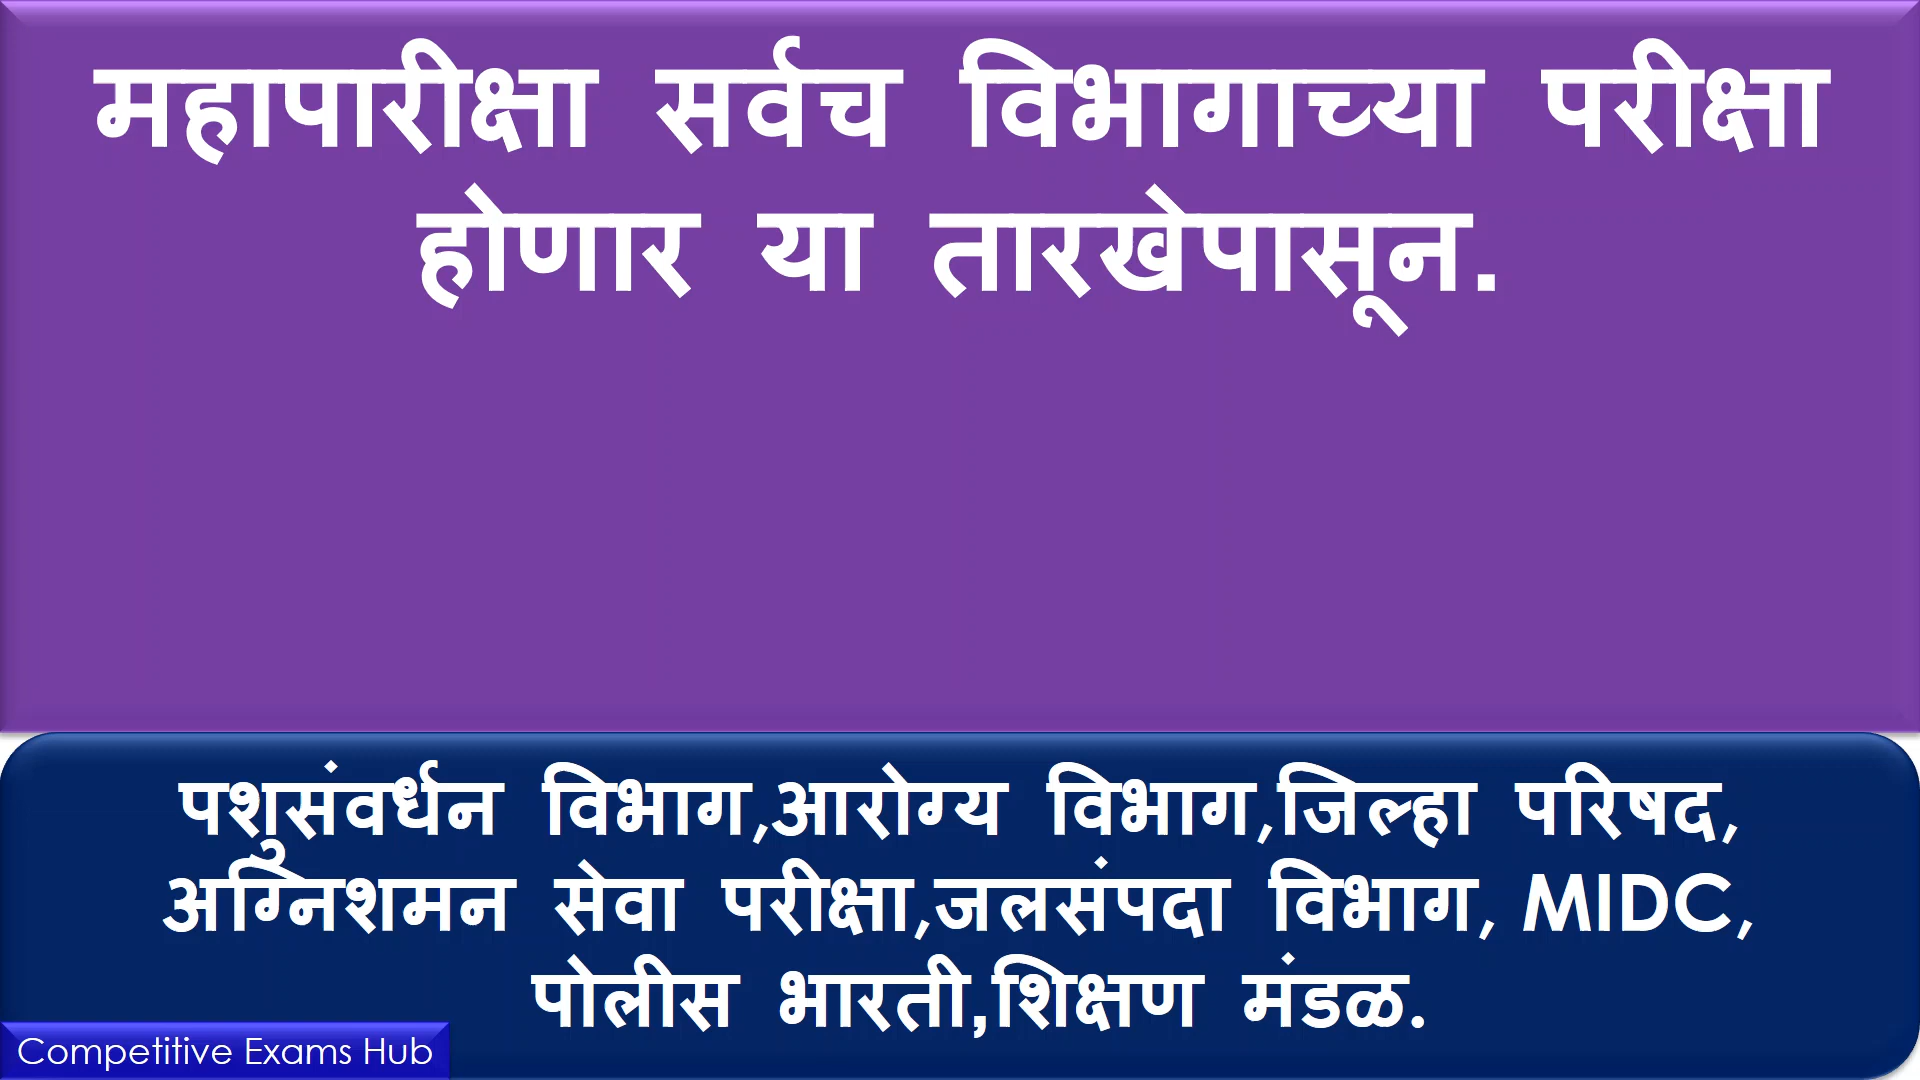 महापारीक्षा सर्वच विभागाच्या परीक्षा
होणार या तारखेपासून.
पशुसंवर्धन विभाग,आरोग्य विभाग,जिल्हा परिषद,
अग्निशमन सेवा परीक्षा,जलसंपदा विभाग, MIDC,
पोलीस भारती,शिक्षण मंडळ.
Competitive Exams Hub